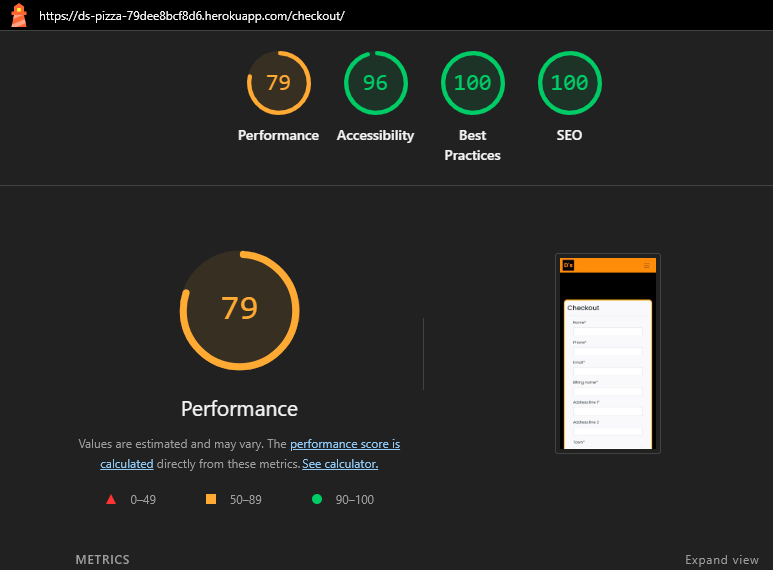 https://ds-pizza-79dee8bcf8d6.herokuapp.com/checkout/
79
96
100
100
Performance
Accessibility
Best
Practices
SEO
79
Performance
Values are estimated and may vary. The performance score is
calculated directly from these metrics. See calculator.
0–49
50–89
90–100
D's
Checkout
Name*
Phone*
Email*
Billing name*
Address line 1*
Address line 2
Town*
METRICS
Expand view